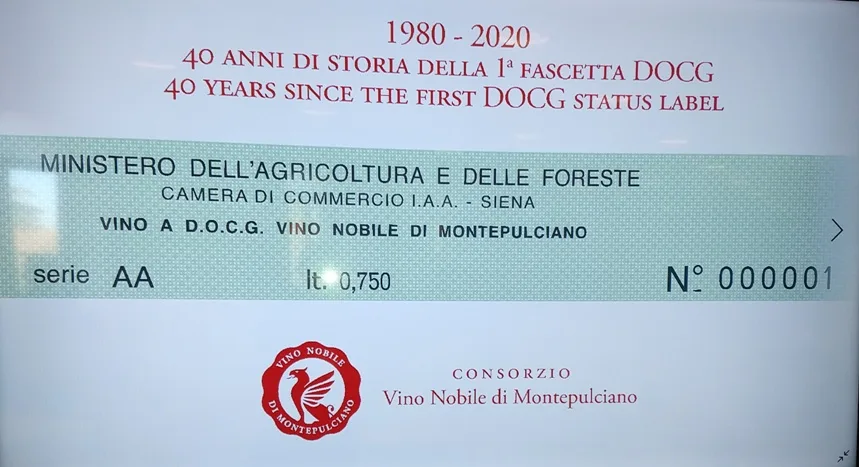 1980 - 2020
40 ANNI DI STORIA DELLA 1ª FASCETTA DOCG
40 YEARS SINCE THE FIRST DOCG STATUS LABEL
MINISTERO DELL'AGRICOLTURA E DELLE FORESTE
CAMERA DI COMMERCIO I.A.A. - SIENA
VINO A D.O.C.G. VINO NOBILE DI MONTEPULCIANO
serie AA lt. 0,750 Nº 000001
VINO NOBILE
DI MONTEPULCIANO
CONSORZIO
Vino Nobile di Montepulciano